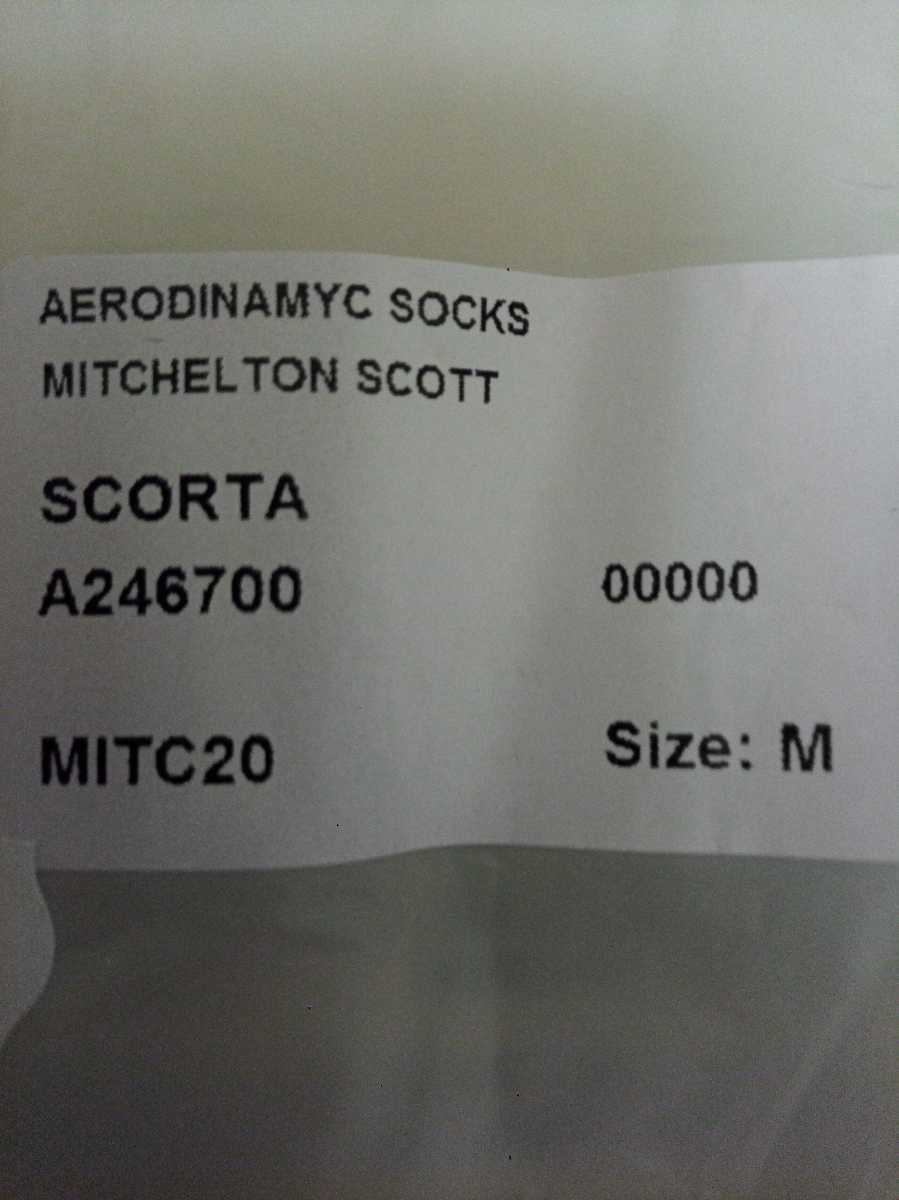 AERODINAMYC SOCKS
MITCHELTON SCOTT
SCORTA
A246700 00000
MITC20 Size: M